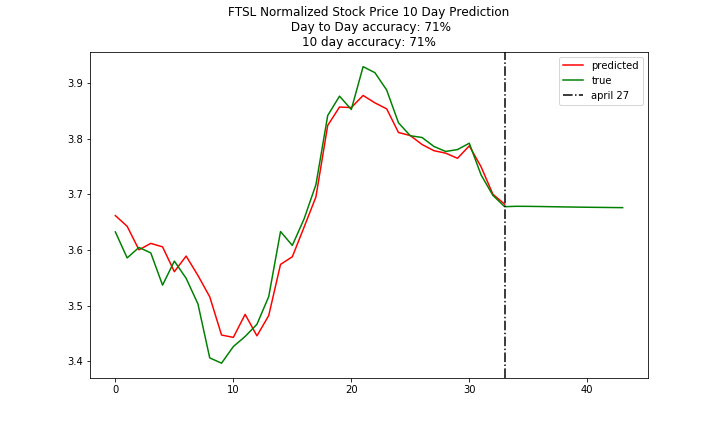 FTSL Normalized Stock Price 10 Day Prediction
Day to Day accuracy: 71%
10 day accuracy: 71%
predicted
true
april 27
3.9
3.8
3.7
3.6
3.5
3.4
0 10 20 30 40